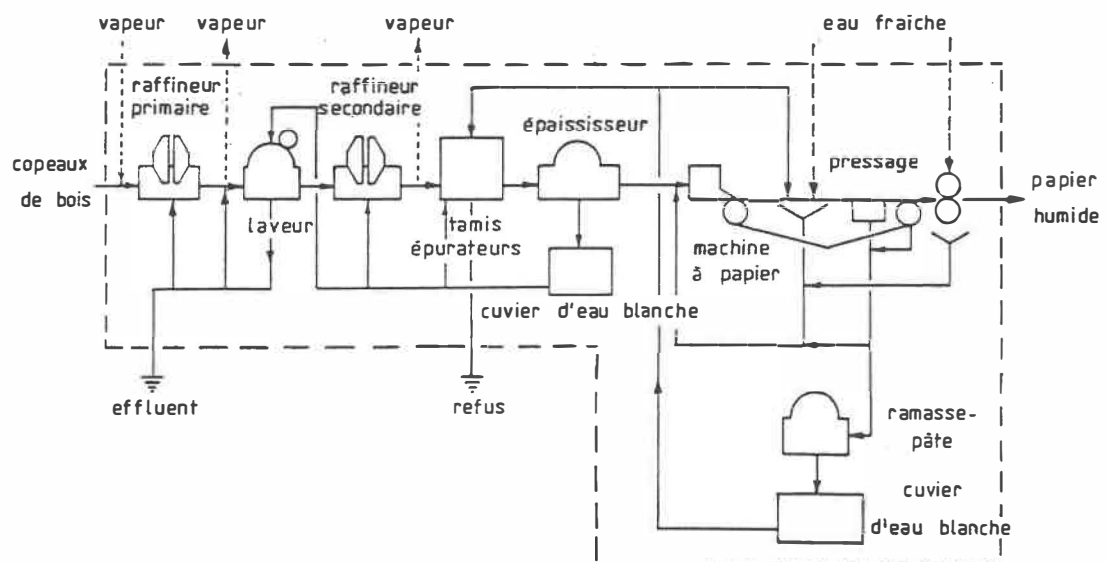 vapeur
vapeur
vapeur
eau fraîche
raffineur
primaire
raffineur
secondaire
épaississeur
pressage
copeaux
de bois
papier
humide
laveur
tamis
épurateurs
machine
à papier
cuvier d'eau blanche
effluent
refus
ramasse-
pâte
cuvier
d'eau blanche